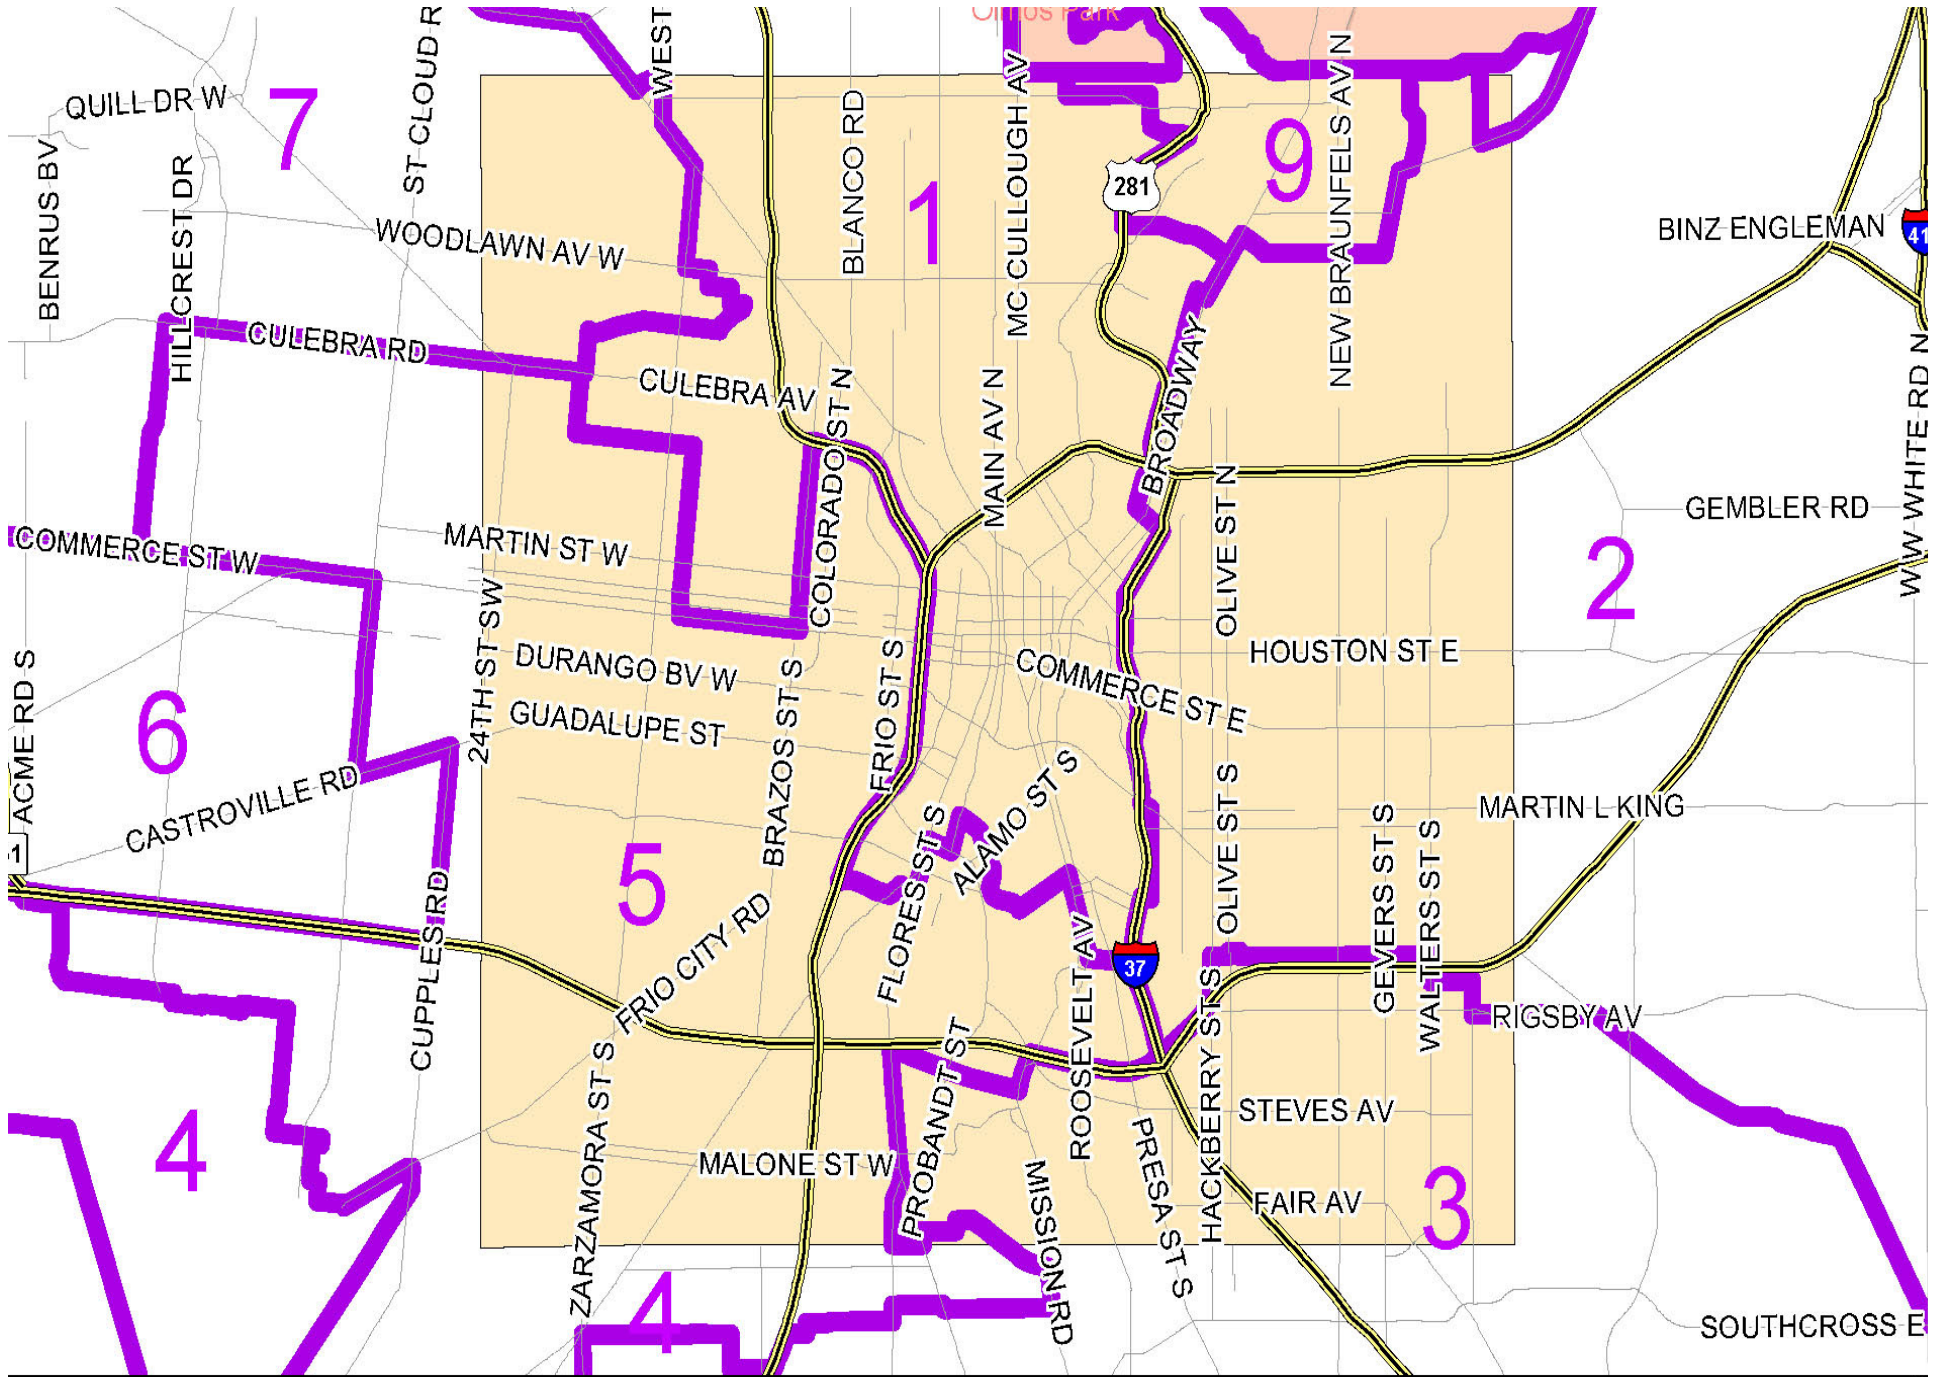 Olmos Park
QUILL DR W
7
ST CLOUD R
WEST
BLANCO RD
MC CULLOUGH AV
9
NEW BRAUNFELS AV N
281
1
BENRUS BV
HILLCREST DR
WOODLAWN AV W
BINZ ENGLEMAN
41
CULEBRA RD
CULEBRA AV
BROADWAY
W W WHITE RD N
COLORADO ST N
MAIN AV N
OLIVE ST N
GEMBLER RD
COMMERCE ST W
MARTIN ST W
2
24TH ST SW
ACME RD S
6
DURANGO BV W
GUADALUPE ST
BRAZOS ST S
FRIO ST S
COMMERCE ST E
HOUSTON ST E
CASTROVILLE RD
1
5
FLORES ST S
ALAMO ST S
OLIVE ST S
GEVERS ST S
WALTERS ST S
MARTIN L KING
CUPPLES RD
FRIO CITY RD
ROOSEVELT AV
37
HACKBERRY ST S
RIGSBY AV
4
ZARZAMORA ST S
MALONE ST W
PROBANDT ST
MISSION RD
PRESA ST S
STEVES AV
FAIR AV
3
4
SOUTHCROSS E